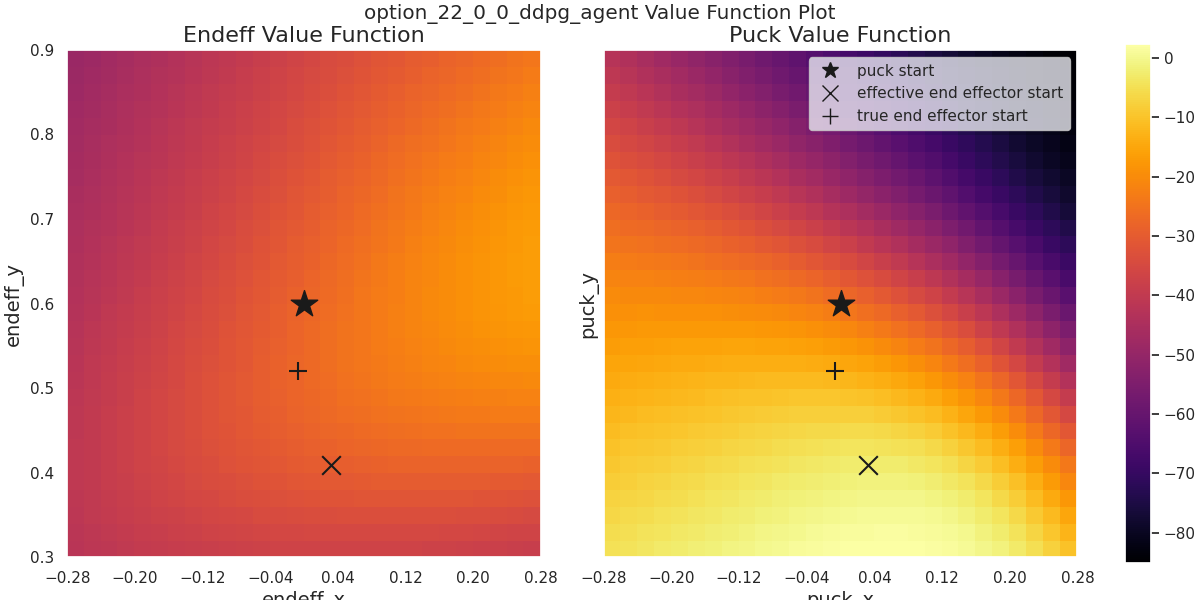 option_22_0_0_ddpg_agent Value Function Plot
Endeff Value Function
Puck Value Function
0.9
0.8
0.7
0.6
0.5
0.4
0.3
endeff_y
−0.28 −0.20 −0.12 −0.04 0.04 0.12 0.20 0.28
endeff_x
puck start
effective end effector start
true end effector start
puck_y
−0.28 −0.20 −0.12 −0.04 0.04 0.12 0.20 0.28
puck_x
0
−10
−20
−30
−40
−50
−60
−70
−80